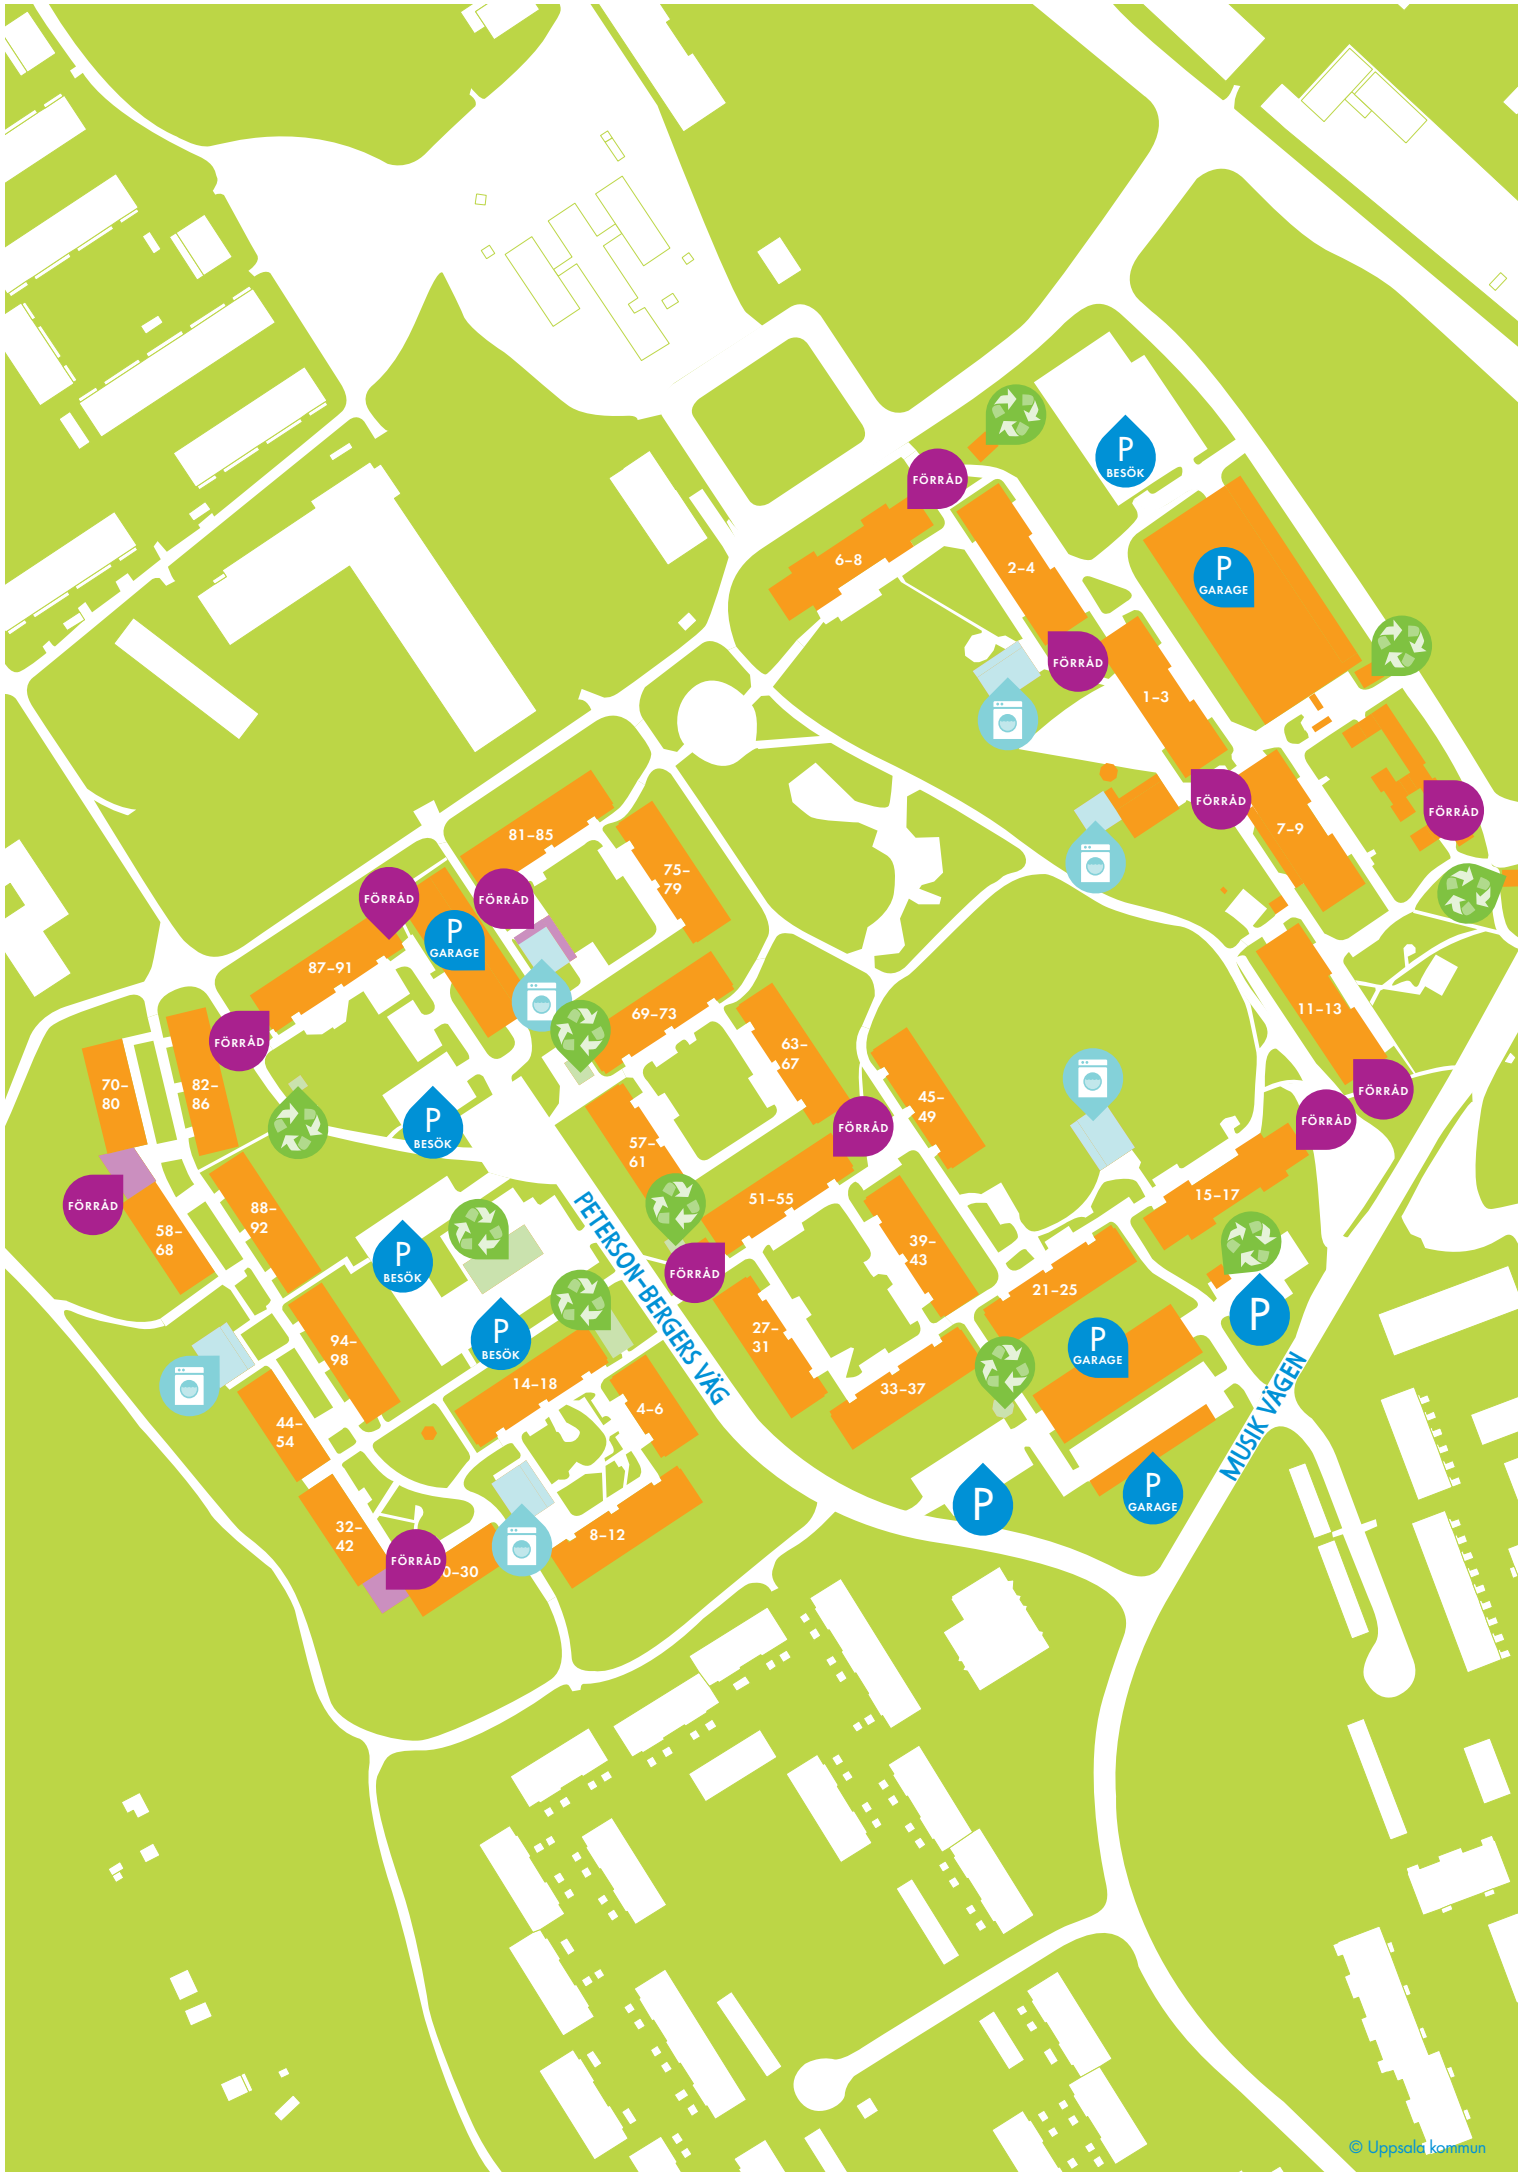 P
BESÖK
FÖRRÅD
6–8
2–4
P
GARAGE
FÖRRÅD
1–3
FÖRRÅD
FÖRRÅD
7–9
81–85
75–
79
FÖRRÅD
FÖRRÅD
P
GARAGE
87–91
69–73
11–13
FÖRRÅD
63–
67
70–
80
82–
86
45–
49
FÖRRÅD
FÖRRÅD
FÖRRÅD
P
BESÖK
57–
61
FÖRRÅD
51–55
15–17
88–
92
58–
68
PETERSON-BERGERS VÄG
39–
43
P
BESÖK
FÖRRÅD
21–25
P
P
BESÖK
94–
98
27–
31
P
GARAGE
14–18
33–37
4–6
MUSIK VÄGEN
44–
54
P
P
GARAGE
32–
42
8–12
FÖRRÅD
0–30
© Uppsala kommun